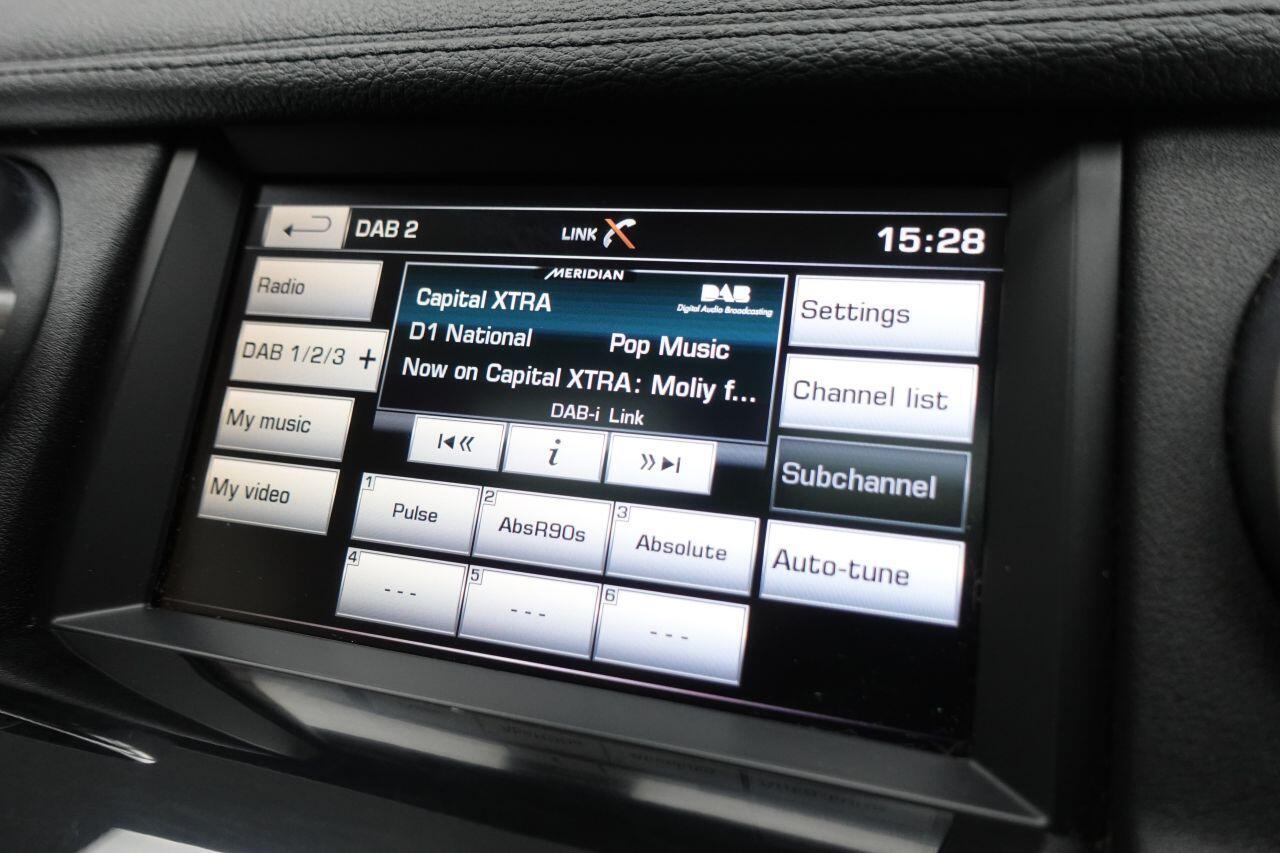 DAB 2
LINK
15:28
Radio
DAB 1/2/3 +
My music
My video
MERIDIAN
Capital XTRA
DAB
Digital Audio Broadcasting
D1 National Pop Music
Now on Capital XTRA: Moliy f...
DAB-i Link
i
1 Pulse
2 AbsR90s
3 Absolute
4 ---
5 ---
6 ---
Settings
Channel list
Subchannel
Auto-tune